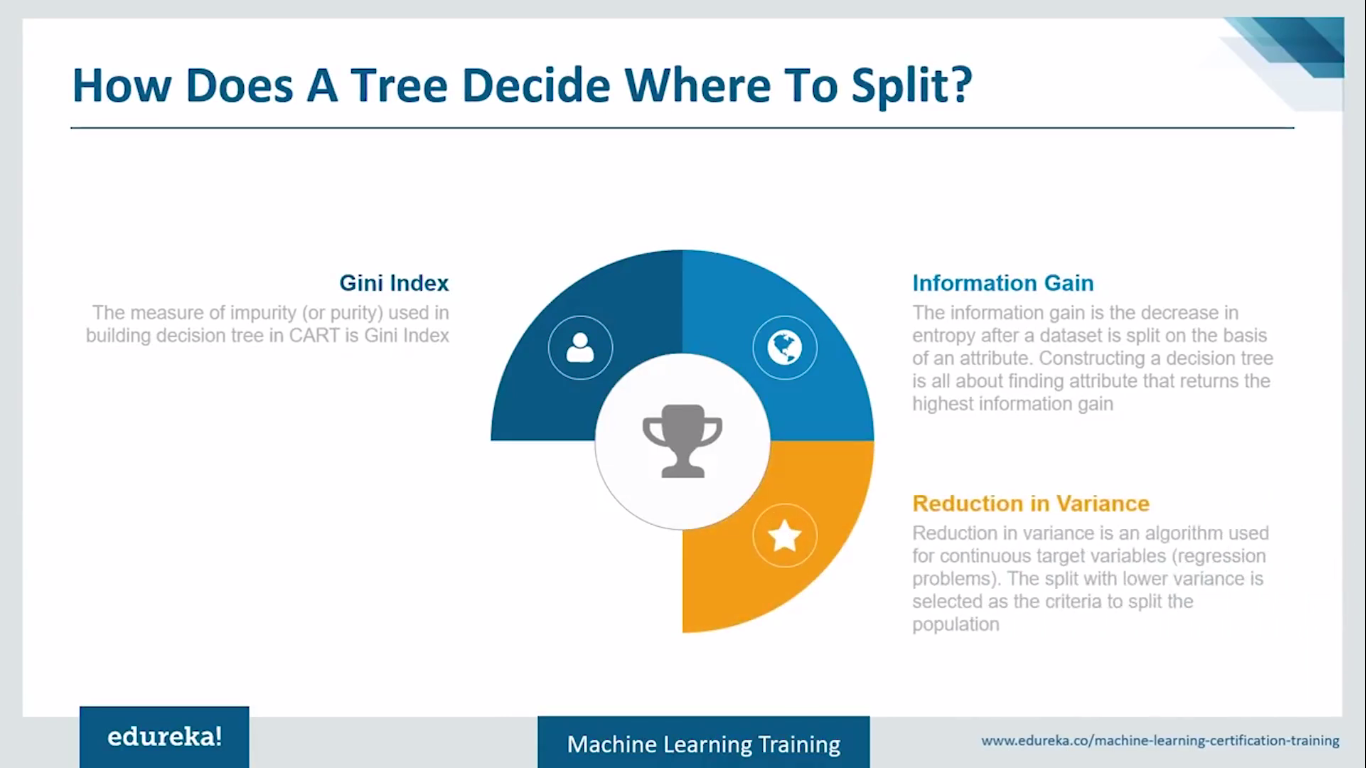 How Does A Tree Decide Where To Split?
Gini Index
The measure of impurity (or purity) used in
building decision tree in CART is Gini Index
Information Gain
The information gain is the decrease in
entropy after a dataset is split on the basis
of an attribute. Constructing a decision tree
is all about finding attribute that returns the
highest information gain
Reduction in Variance
Reduction in variance is an algorithm used
for continuous target variables (regression
problems). The split with lower variance is
selected as the criteria to split the
population
edureka!
Machine Learning Training
www.edureka.co/machine-learning-certification-training